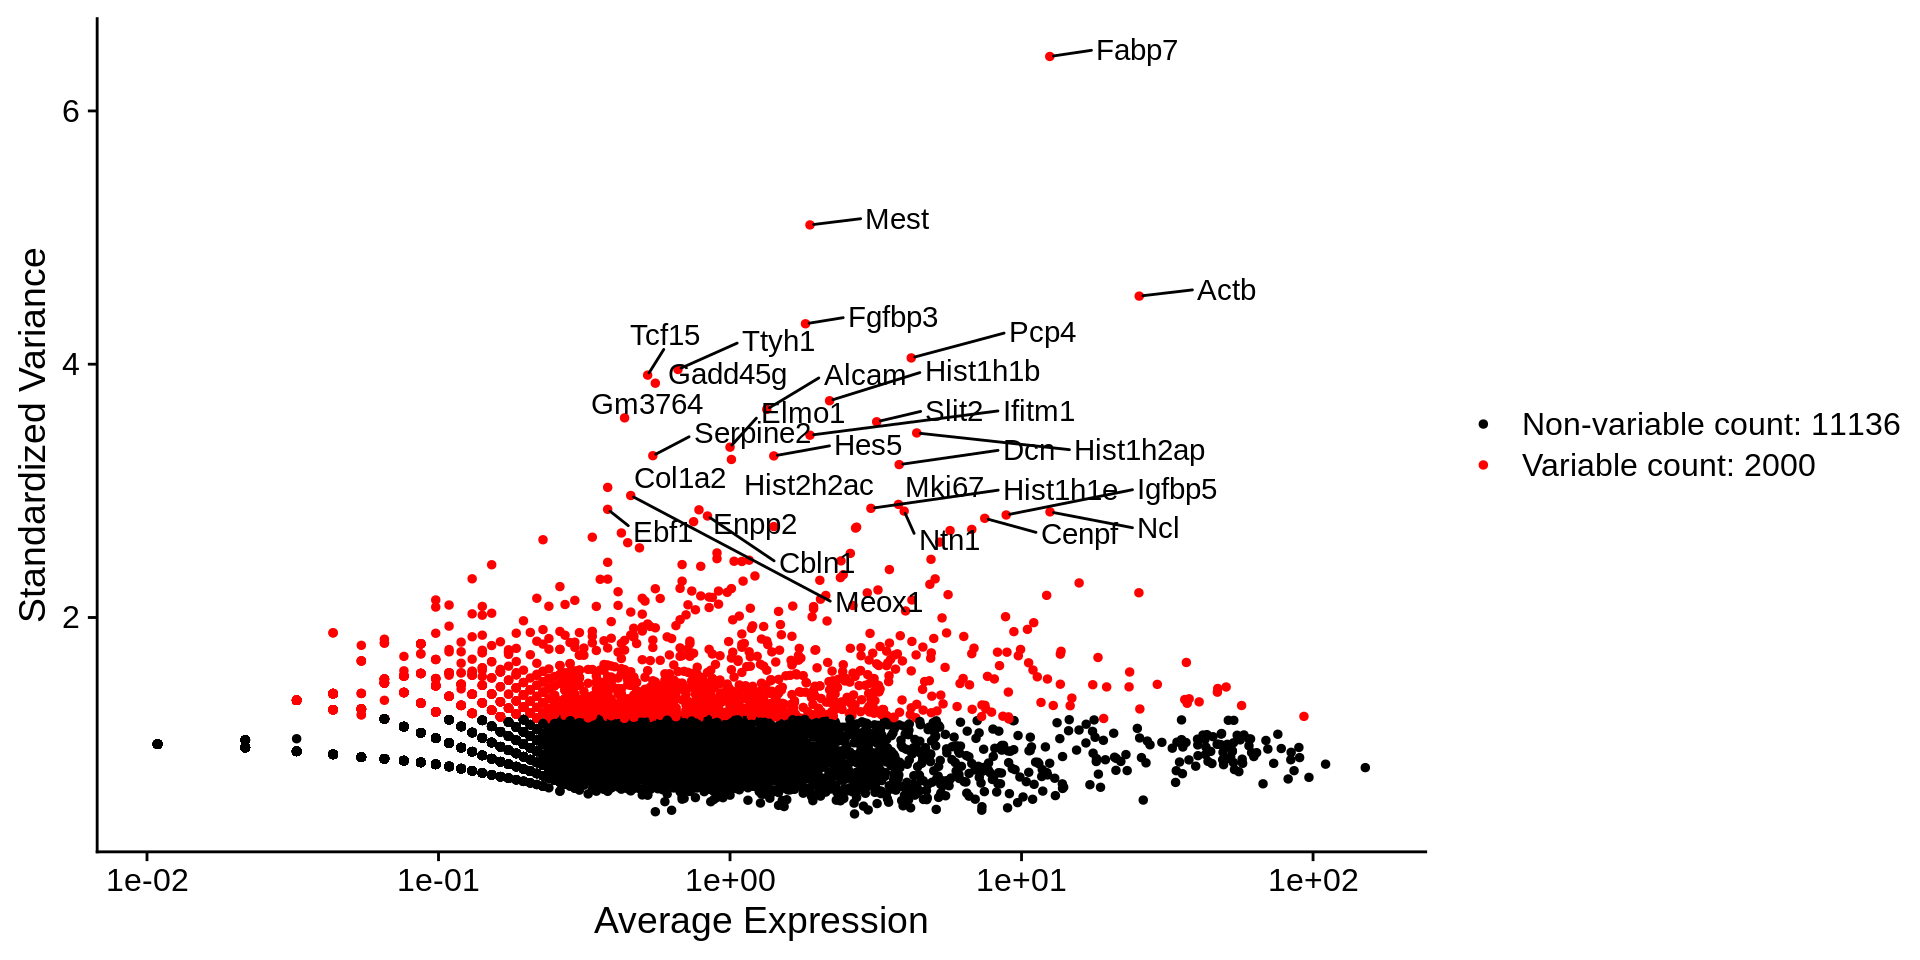 Fabp7
6
Mest
Actb
Fgfbp3
Tcf15
Ttyh1
Pcp4
4
Gadd45g
Alcam
Hist1h1b
Gm3764
Elmo1
Slit2
Ifitm1
Serpine2
Hes5
Dcn
Hist1h2ap
Col1a2
Hist2h2ac
Mki67
Hist1h1e
Igfbp5
Ebf1
Enpp2
Ntn1
Cenpf
Ncl
Cbln1
Meox1
2
Standardized Variance
Non-variable count: 11136
Variable count: 2000
1e-02
1e-01
1e+00
1e+01
1e+02
Average Expression